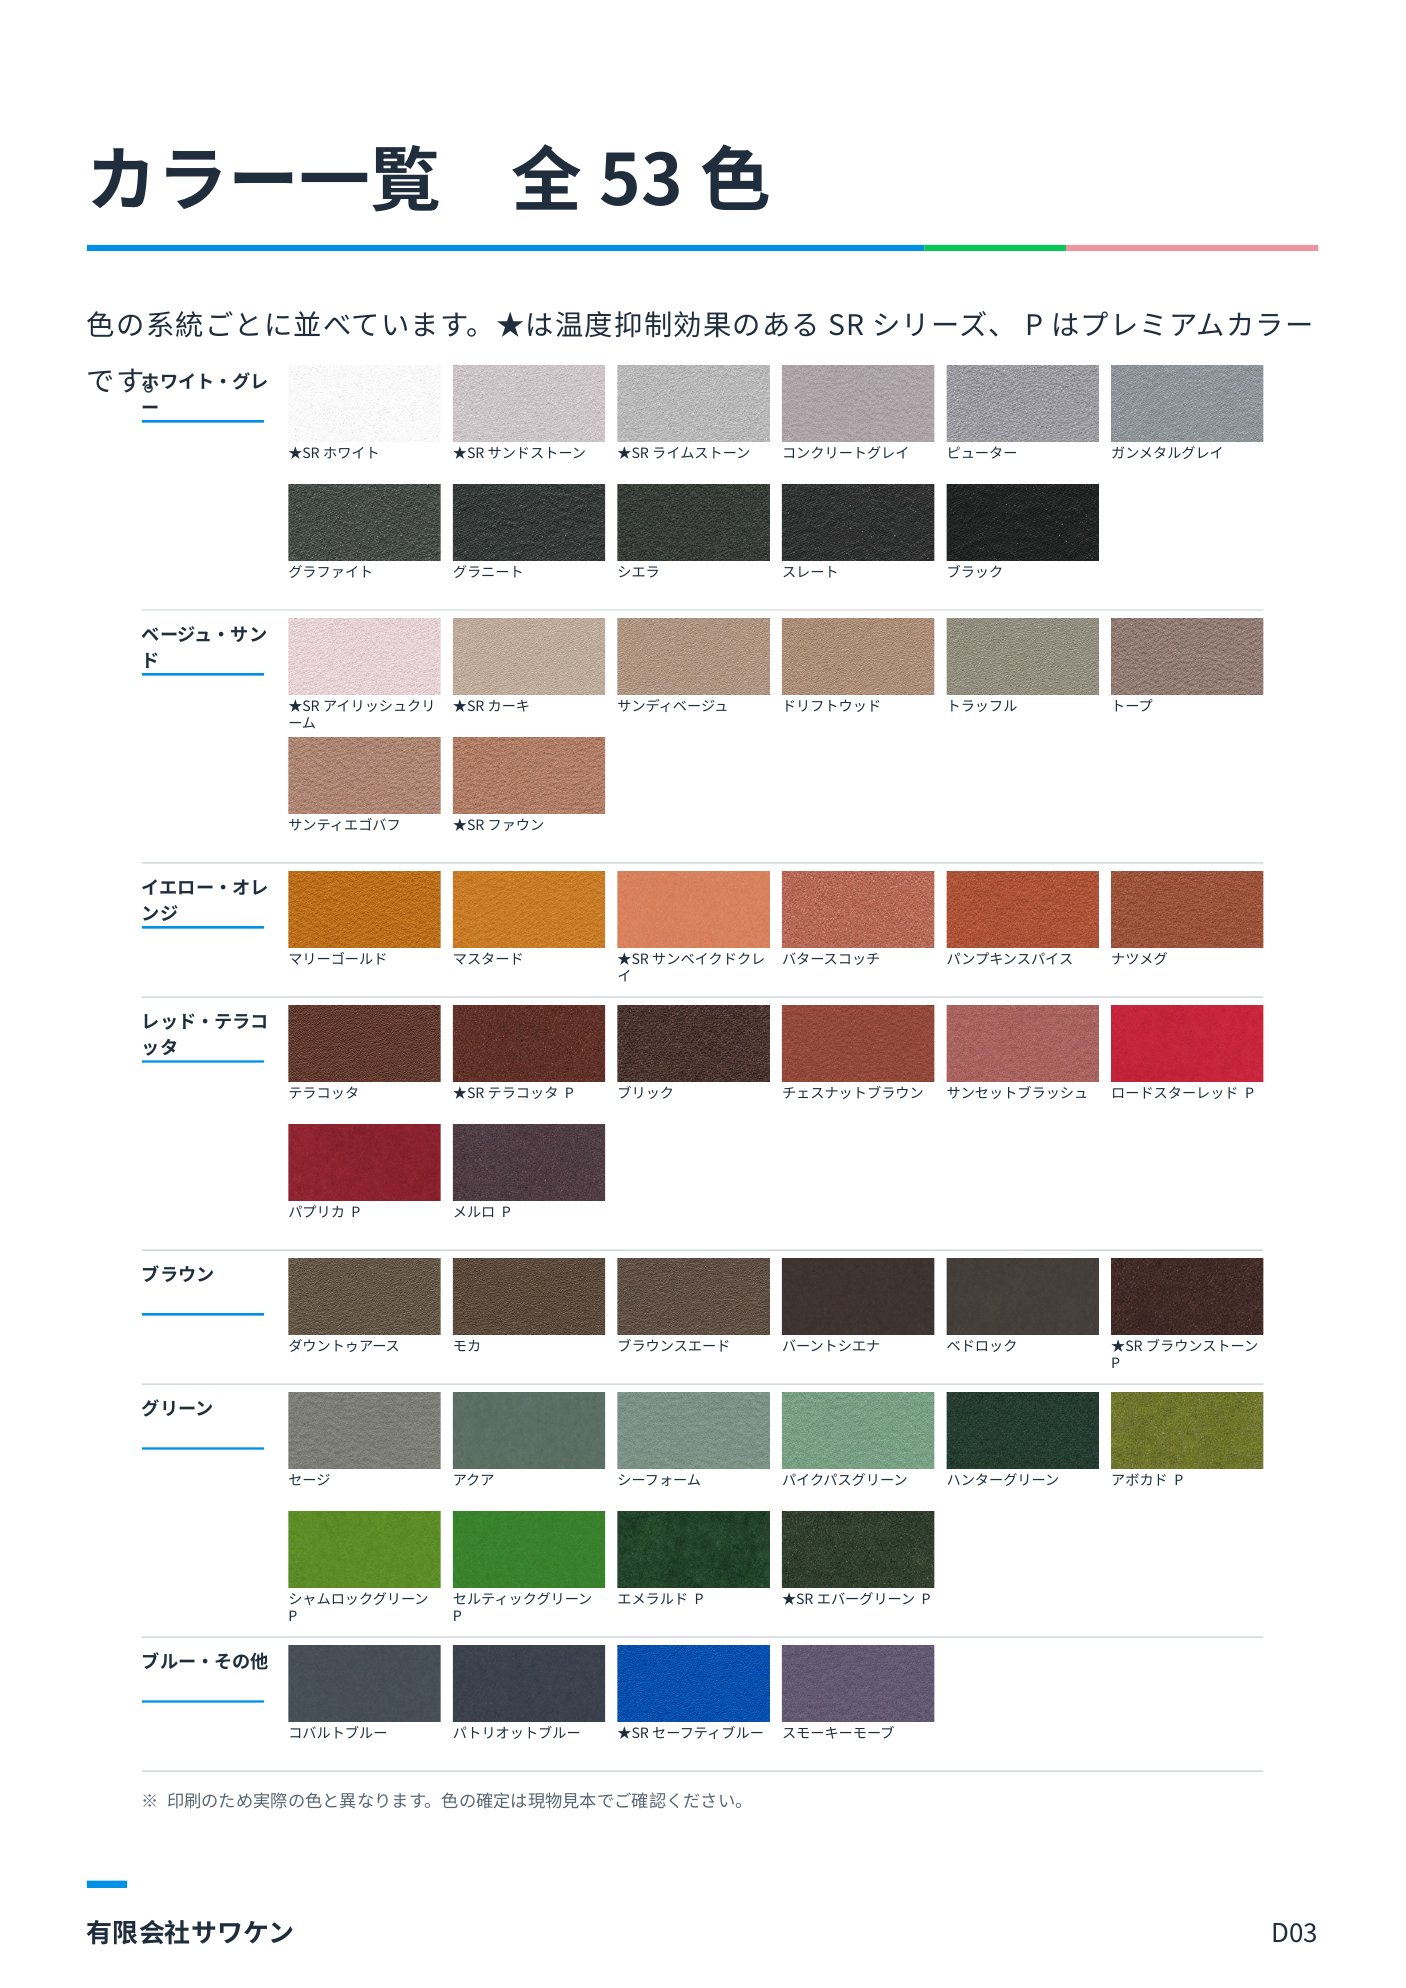 カラー一覧　全 53 色
色の系統ごとに並べています。★は温度抑制効果のある SR シリーズ、 P はプレミアムカラー
です。
ホワイト・グレ
ー
★SR ホワイト
★SR サンドストーン
★SR ライムストーン
コンクリートグレイ
ピューター
ガンメタルグレイ
グラファイト
グラニート
シエラ
スレート
ブラック
ベージュ・サン
ド
★SR アイリッシュクリ
ーム
★SR カーキ
サンディベージュ
ドリフトウッド
トラッフル
トープ
サンティエゴバフ
★SR ファウン
イエロー・オレ
ンジ
マリーゴールド
マスタード
★SR サンベイクドクレ
イ
バタースコッチ
パンプキンスパイス
ナツメグ
レッド・テラコ
ッタ
テラコッタ
★SR テラコッタ P
ブリック
チェスナットブラウン
サンセットブラッシュ
ロードスターレッド P
パプリカ P
メルロ P
ブラウン
ダウントゥアース
モカ
ブラウンスエード
バーントシエナ
ベドロック
★SR ブラウンストーン
P
グリーン
セージ
アクア
シーフォーム
パイクパスグリーン
ハンターグリーン
アボカド P
シャムロックグリーン
P
セルティックグリーン
P
エメラルド P
★SR エバーグリーン P
ブルー・その他
コバルトブルー
パトリオットブルー
★SR セーフティブルー
スモーキーモーブ
※ 印刷のため実際の色と異なります。色の確定は現物見本でご確認ください。
有限会社サワケン
D03